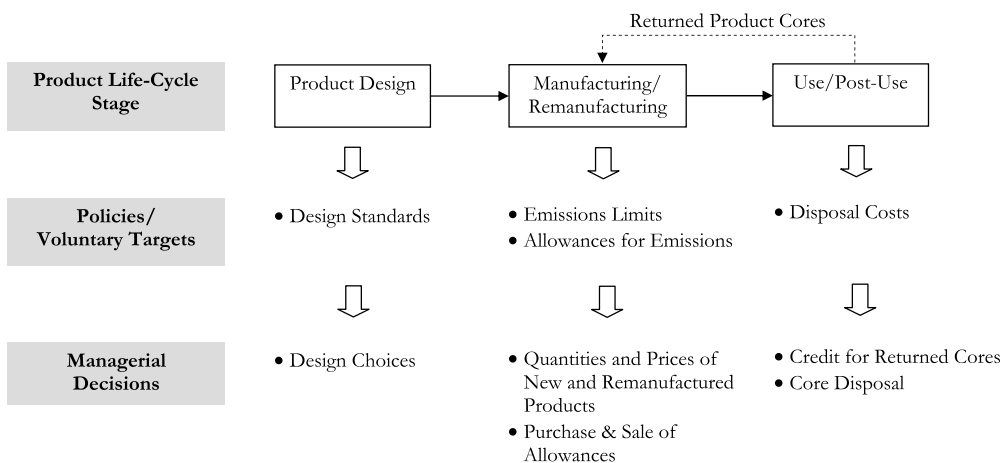 Returned Product Cores
Product Life-Cycle
Stage
Product Design
Manufacturing/
Remanufacturing
Use/Post-Use
Policies/
Voluntary Targets
• Design Standards
• Emissions Limits
• Allowances for Emissions
• Disposal Costs
Managerial
Decisions
• Design Choices
• Quantities and Prices of
New and Remanufactured
Products
• Purchase & Sale of
Allowances
• Credit for Returned Cores
• Core Disposal